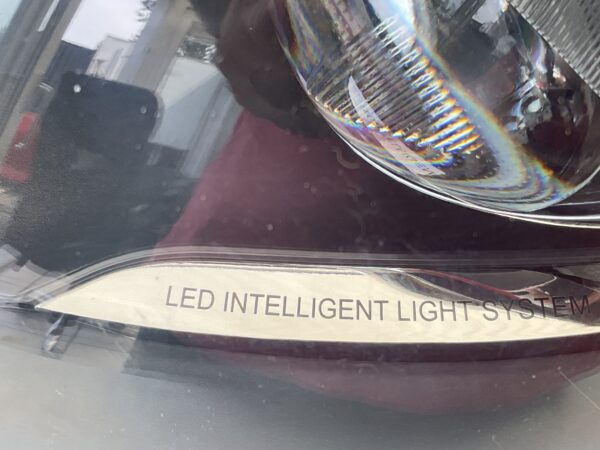 LED INTELLIGENT LIGHT SYSTEM